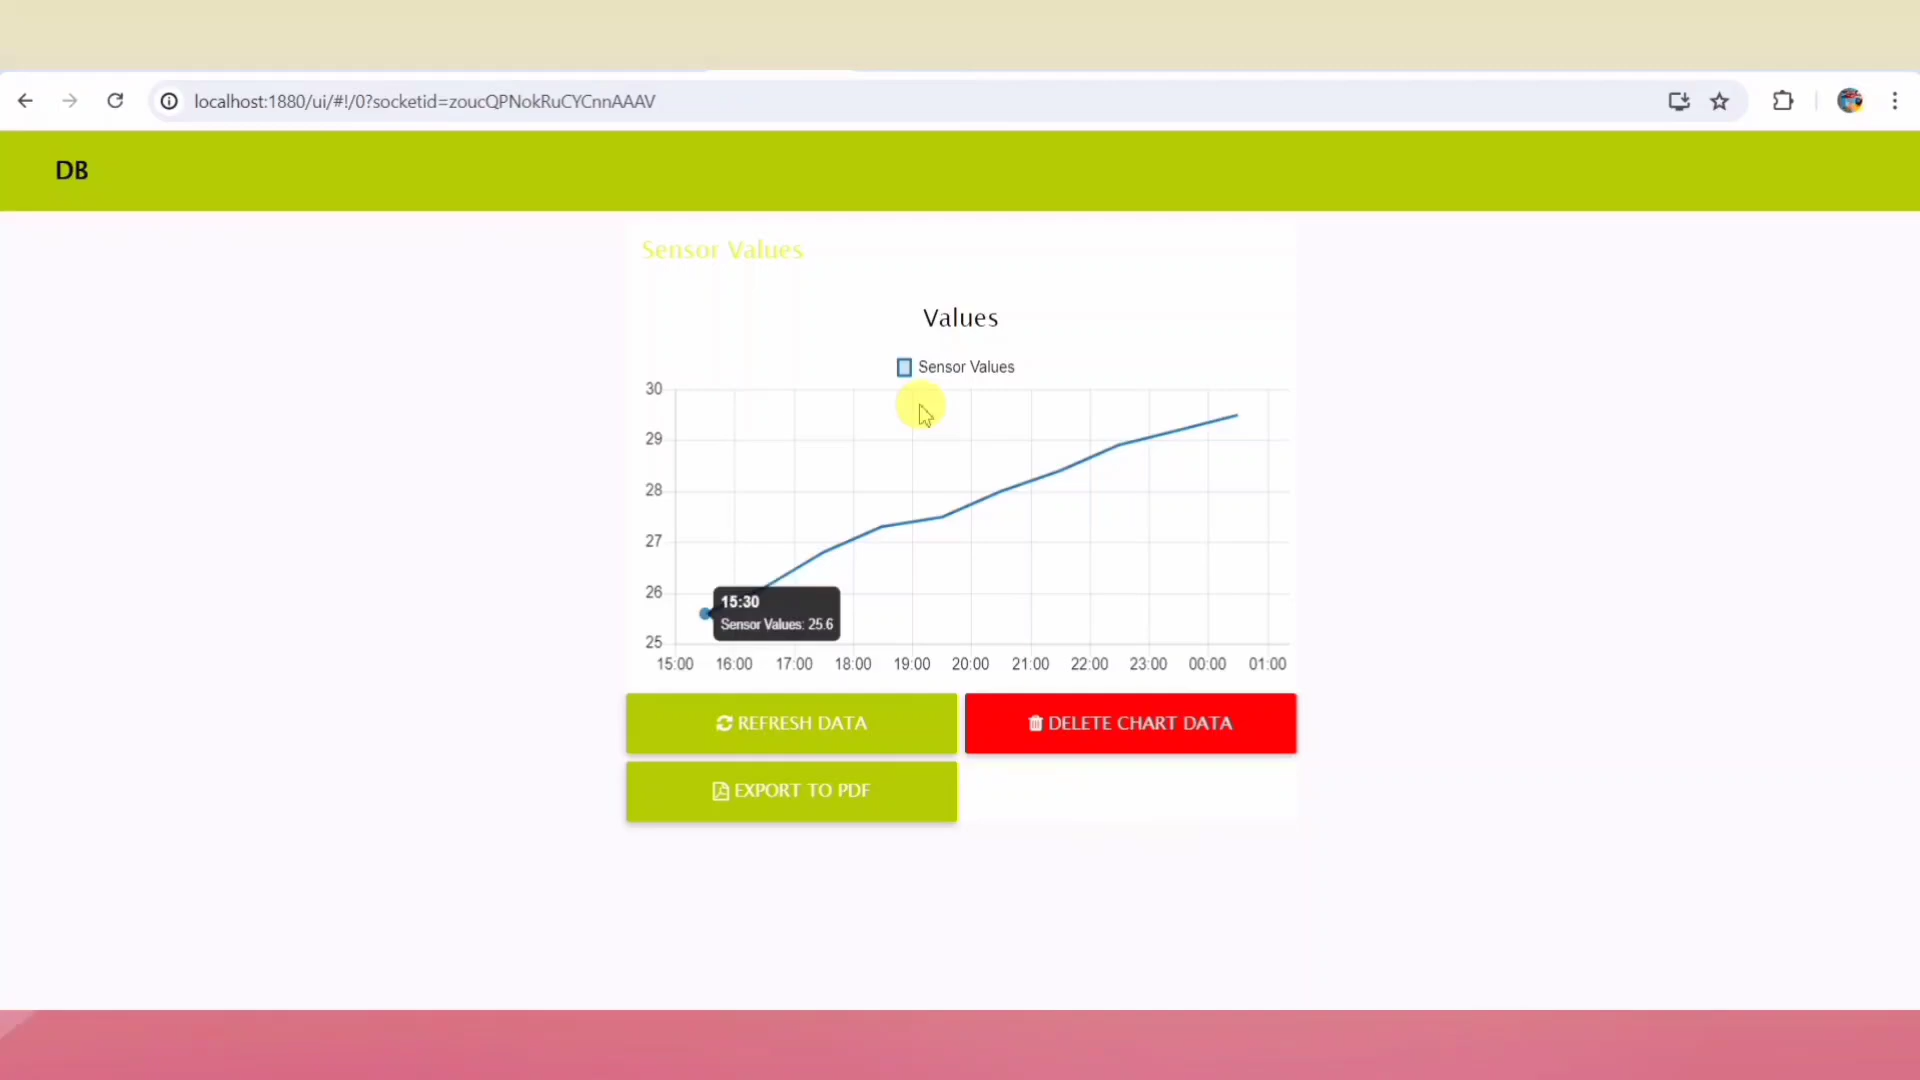 localhost:1880/ui/#!/0?socketid=zoucQPNokRuCYCnnAAAV
DB
Sensor Values
Values
Sensor Values
30
29
28
27
26
25
15:30
Sensor Values: 25.6
15:00 16:00 17:00 18:00 19:00 20:00 21:00 22:00 23:00 00:00 01:00
REFRESH DATA
DELETE CHART DATA
EXPORT TO PDF